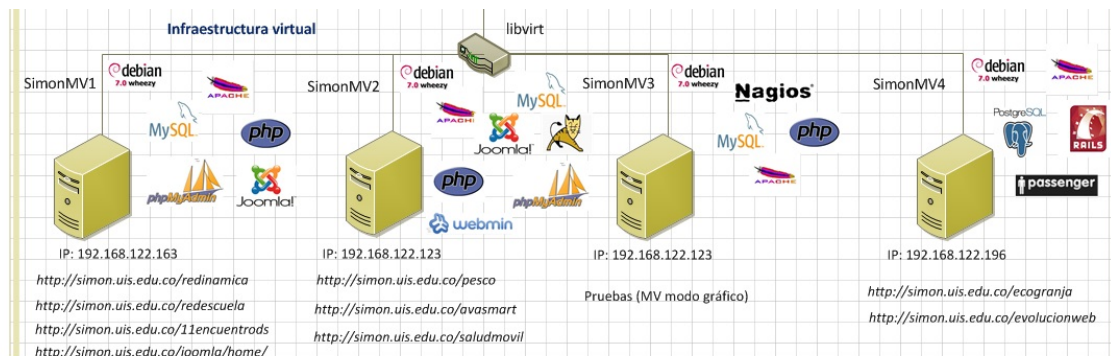 Infraestructura virtual
libvirt
SimonMV1
debian
7.0 wheezy
APACHE
MySQL
php
phpMyAdmin
Joomla!
IP: 192.168.122.163
http://simon.uis.edu.co/redinamica
http://simon.uis.edu.co/redescuela
http://simon.uis.edu.co/11encuentrods
http://simon.uis.edu.co/joomla/home/
SimonMV2
debian
7.0 wheezy
APACHE
MySQL
Joomla!
php
phpMyAdmin
webmin
IP: 192.168.122.123
http://simon.uis.edu.co/pesco
http://simon.uis.edu.co/avasmart
http://simon.uis.edu.co/saludmovil
SimonMV3
debian
7.0 wheezy
Nagios®
MySQL
php
APACHE
IP: 192.168.122.123
Pruebas (MV modo gráfico)
SimonMV4
debian
7.0 wheezy
APACHE
PostgreSQL
RAILS
passenger
IP: 192.168.122.196
http://simon.uis.edu.co/ecogranja
http://simon.uis.edu.co/evolucionweb